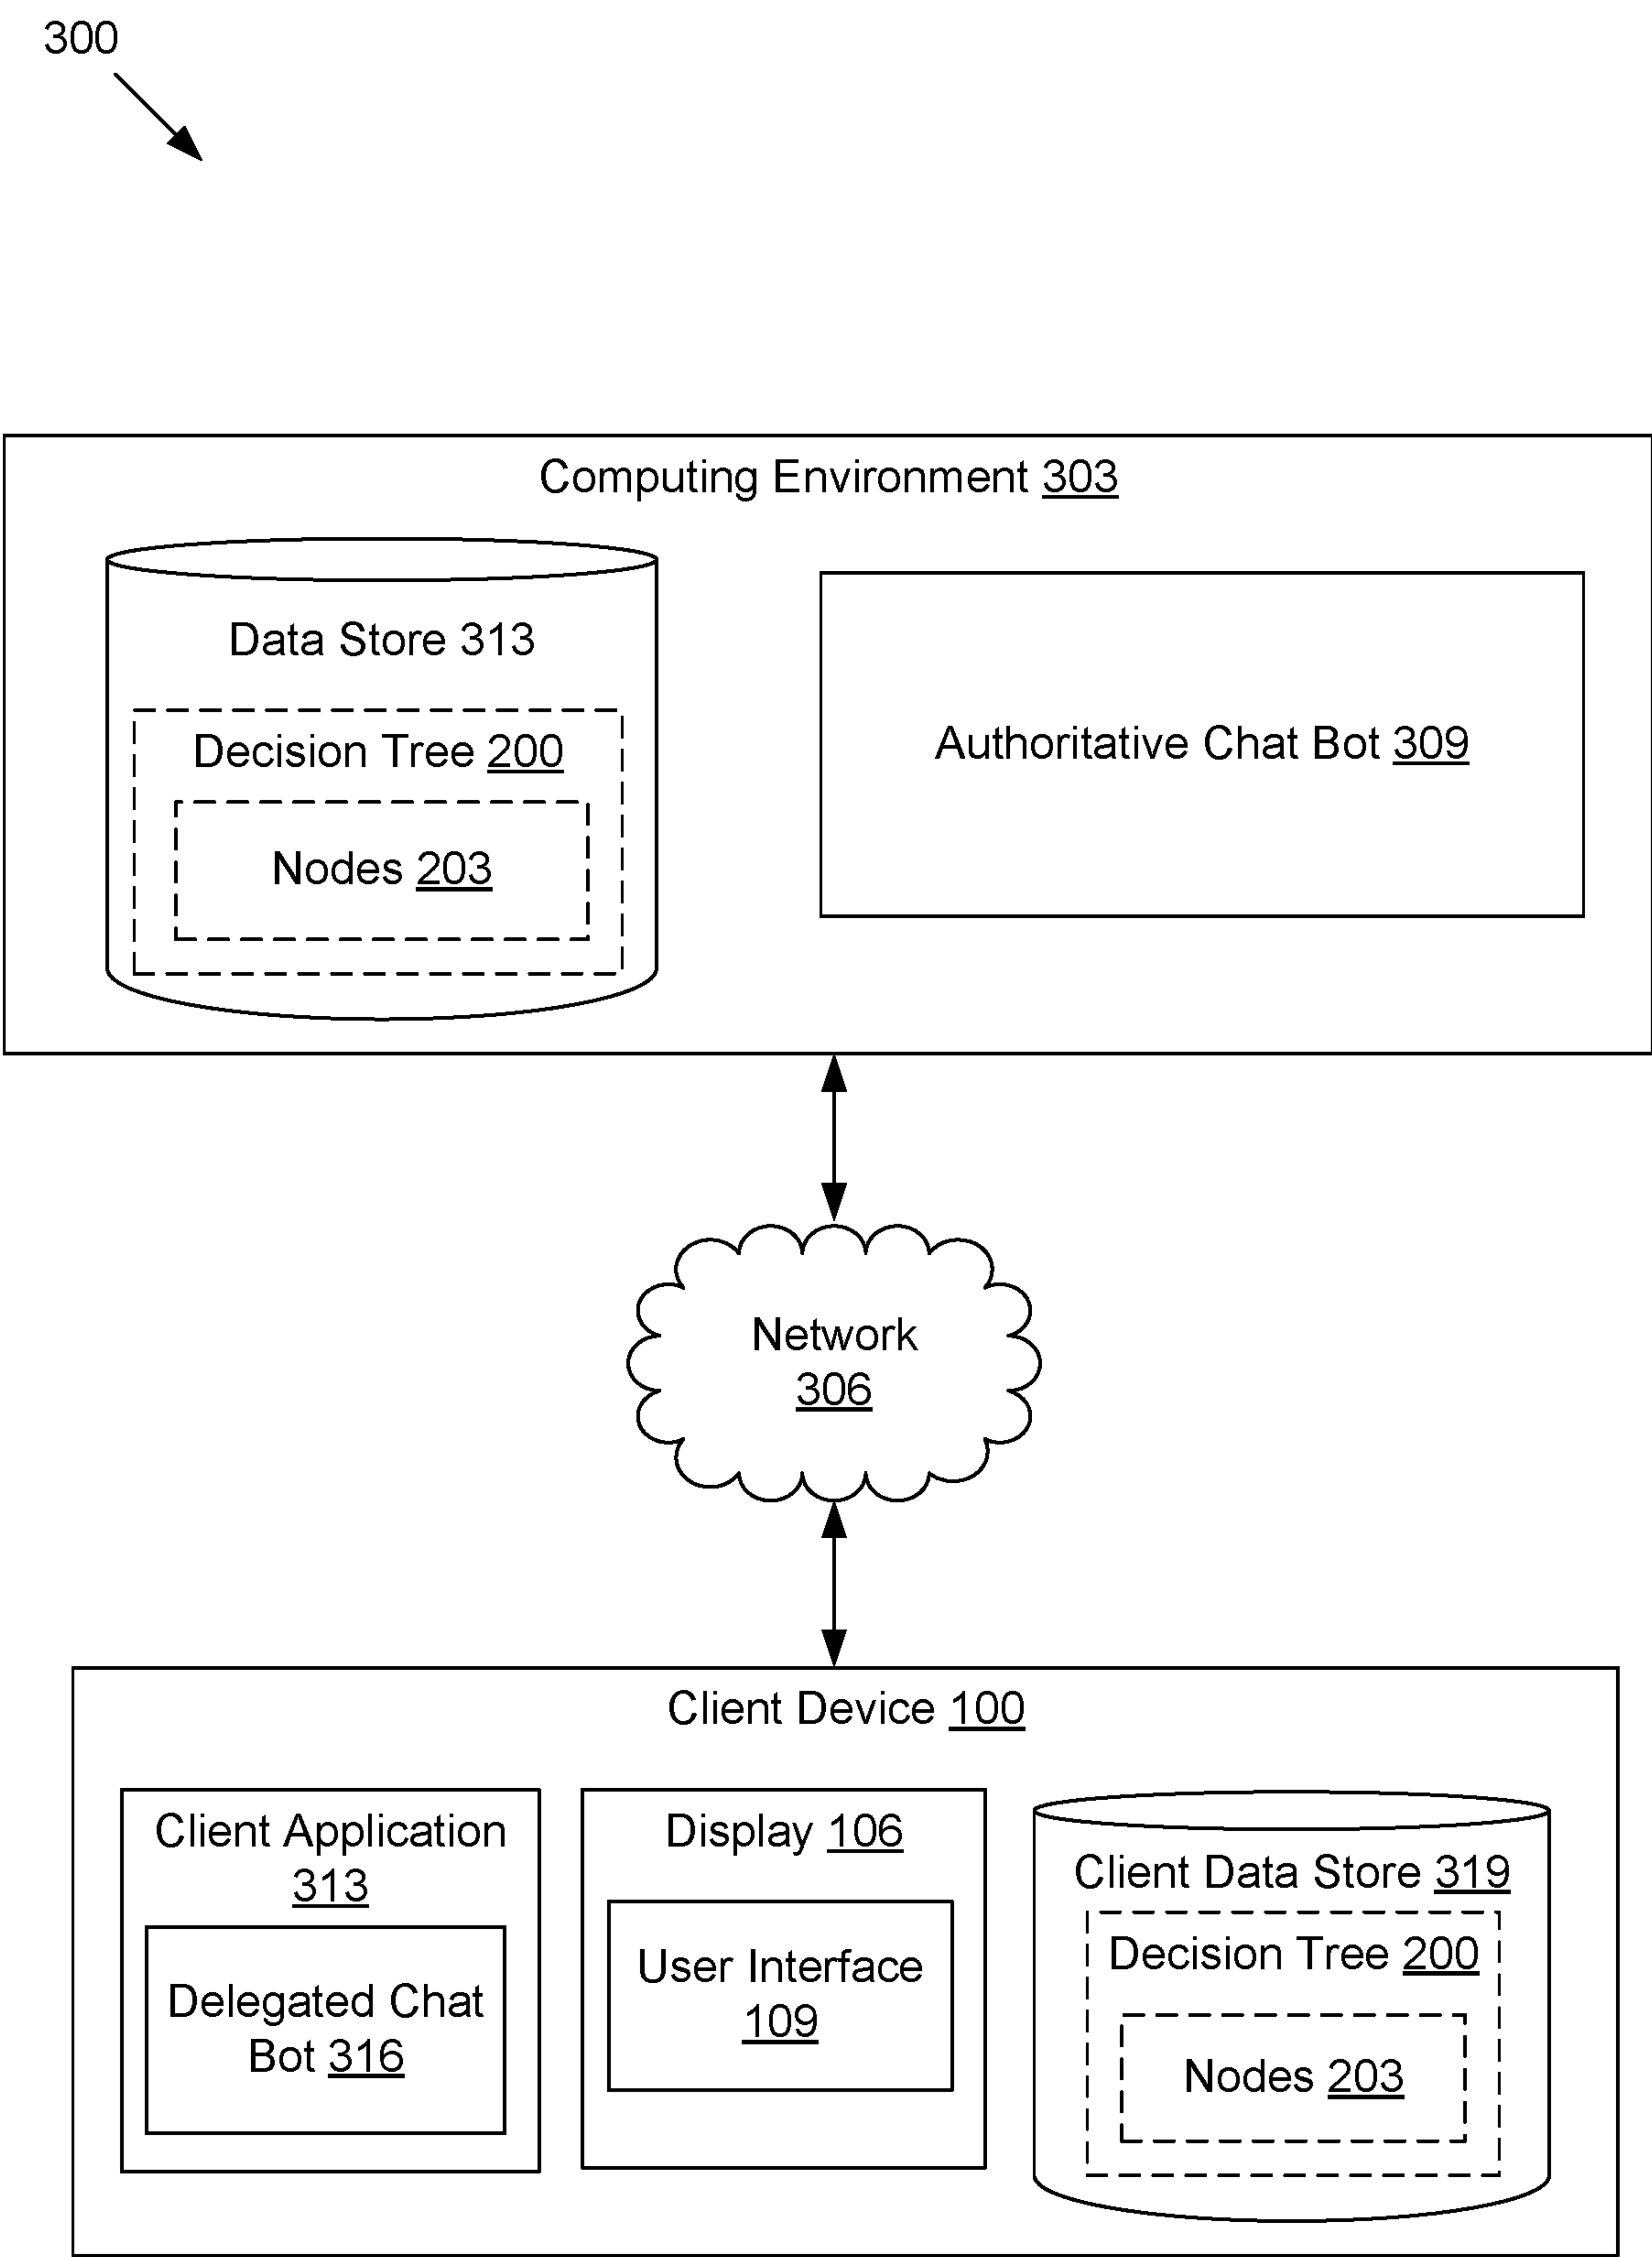 300
Computing Environment 303
Data Store 313
Decision Tree 200
Nodes 203
Authoritative Chat Bot 309
Network
306
Client Device 100
Client Application
313
Delegated Chat
Bot 316
Display 106
User Interface
109
Client Data Store 319
Decision Tree 200
Nodes 203